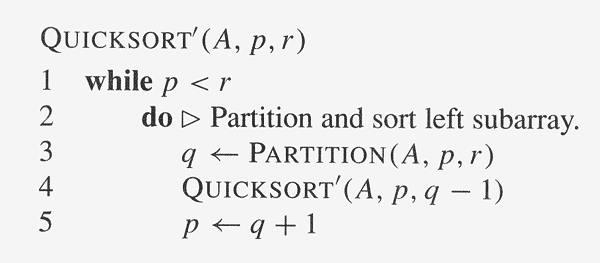 QUICKSORT′(A, p, r)
1 while p < r
2 do ▷ Partition and sort left subarray.
3 q ← PARTITION(A, p, r)
4 QUICKSORT′(A, p, q − 1)
5 p ← q + 1